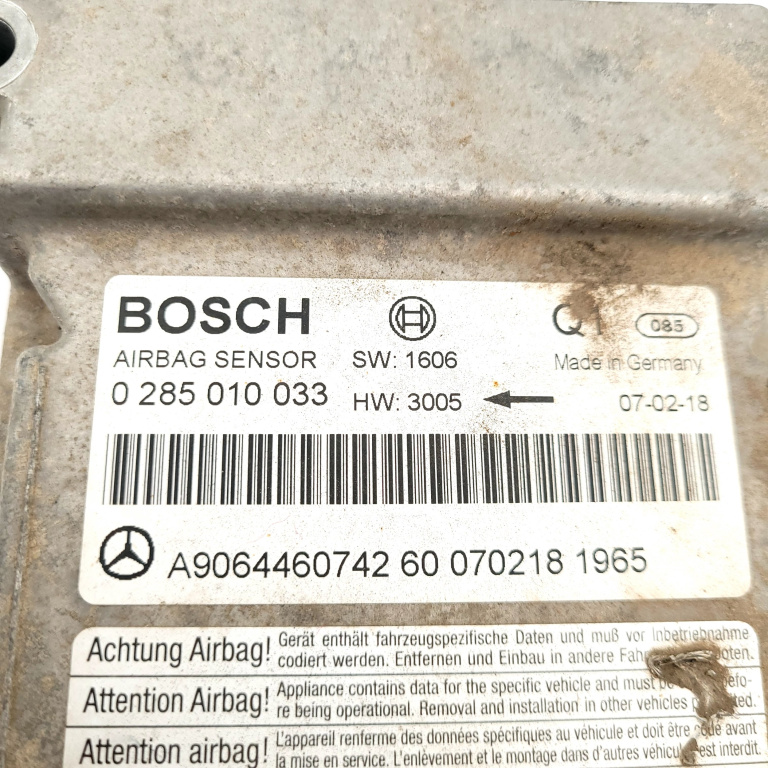 BOSCH Q1 085
AIRBAG SENSOR SW: 1606 Made in Germany
0 285 010 033 HW: 3005 07-02-18
A9064460742 60 070218 1965
Achtung Airbag! Gerät enthält fahrzeugspezifische Daten und muß vor Inbetriebnahme
codiert werden. Entfernen und Einbau in andere
Attention Airbag! Appliance contains data for the specific vehicle and must
re being operational. Removal and installation in other vehicles
Attention airbag! L'appareil renferme des données spécifiques au véhicule et doit être codé avant
la mise en service. L'enlèvement et le montage dans d'autres est interdit.